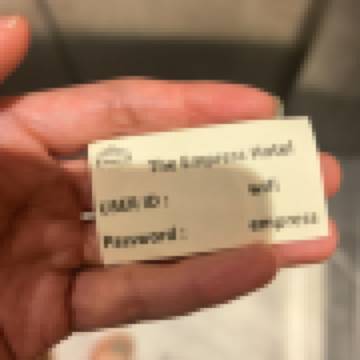 The Empress Hotel
USER ID : wifi
Password : empress